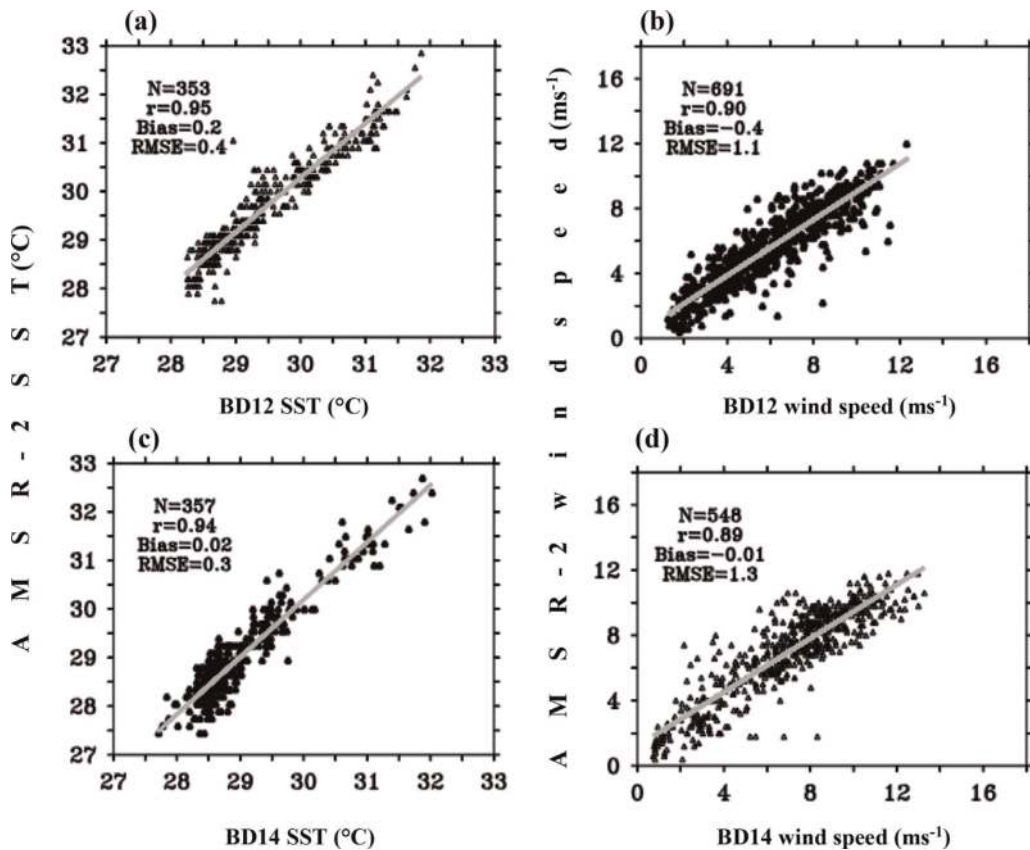 (a)
33
32
31
30
29
28
27
N=353
r=0.95
Bias=0.2
RMSE=0.4
27 28 29 30 31 32 33
BD12 SST (°C)
(b)
16
12
8
4
0
N=691
r=0.90
Bias=-0.4
RMSE=1.1
0 4 8 12 16
BD12 wind speed (ms-1)
(c)
33
32
31
30
29
28
27
N=357
r=0.94
Bias=0.02
RMSE=0.3
27 28 29 30 31 32 33
BD14 SST (°C)
(d)
16
12
8
4
0
N=548
r=0.89
Bias=-0.01
RMSE=1.3
0 4 8 12 16
BD14 wind speed (ms-1)
A M S R - 2 S S T (°C)
A M S R - 2 w i n d s p e e d (ms-1)